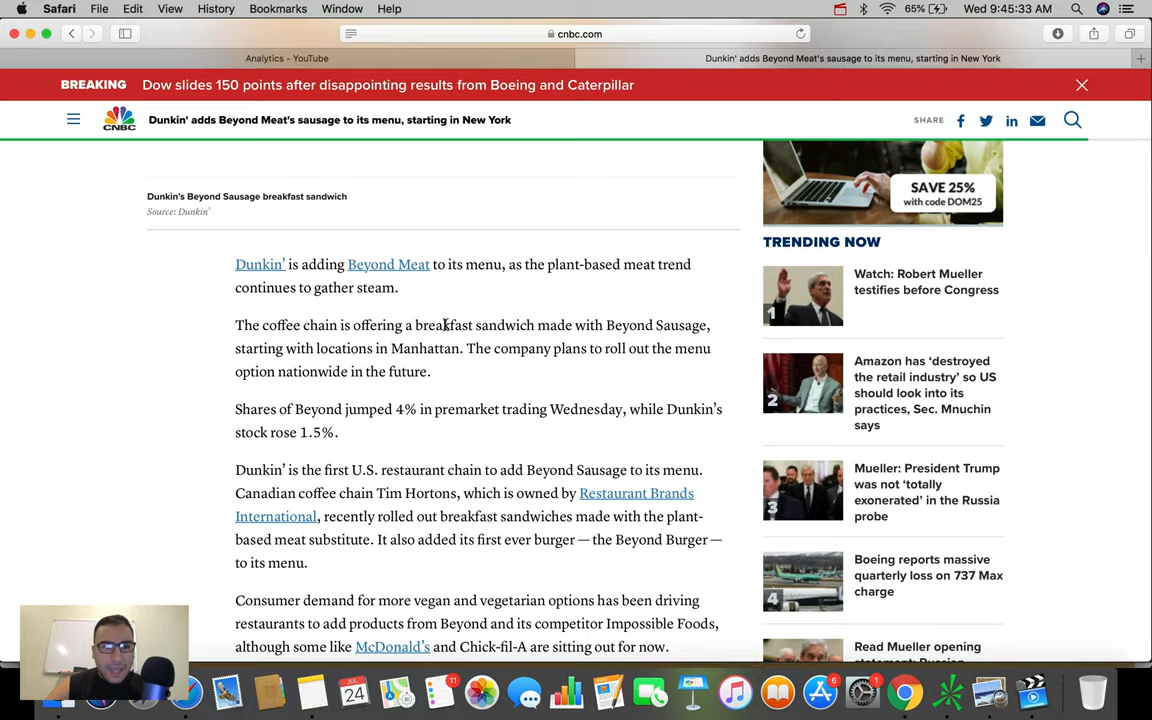 Safari File Edit View History Bookmarks Window Help
65% Wed 9:45:33 AM
cnbc.com
Analytics - YouTube
Dunkin' adds Beyond Meat's sausage to its menu, starting in New York
BREAKING Dow slides 150 points after disappointing results from Boeing and Caterpillar
CNBC
Dunkin' adds Beyond Meat's sausage to its menu, starting in New York
SHARE
Dunkin's Beyond Sausage breakfast sandwich
Source: Dunkin'
Dunkin' is adding Beyond Meat to its menu, as the plant-based meat trend
continues to gather steam.
The coffee chain is offering a breakfast sandwich made with Beyond Sausage,
starting with locations in Manhattan. The company plans to roll out the menu
option nationwide in the future.
Shares of Beyond jumped 4% in premarket trading Wednesday, while Dunkin's
stock rose 1.5%.
Dunkin' is the first U.S. restaurant chain to add Beyond Sausage to its menu.
Canadian coffee chain Tim Hortons, which is owned by Restaurant Brands
International, recently rolled out breakfast sandwiches made with the plant-
based meat substitute. It also added its first ever burger — the Beyond Burger —
to its menu.
Consumer demand for more vegan and vegetarian options has been driving
restaurants to add products from Beyond and its competitor Impossible Foods,
although some like McDonald's and Chick-fil-A are sitting out for now.
SAVE 25%
with code DOM25
TRENDING NOW
1
Watch: Robert Mueller
testifies before Congress
2
Amazon has 'destroyed
the retail industry' so US
should look into its
practices, Sec. Mnuchin
says
3
Mueller: President Trump
was not 'totally
exonerated' in the Russia
probe
4
Boeing reports massive
quarterly loss on 737 Max
charge
Read Mueller opening
JUL
24
11
6
1